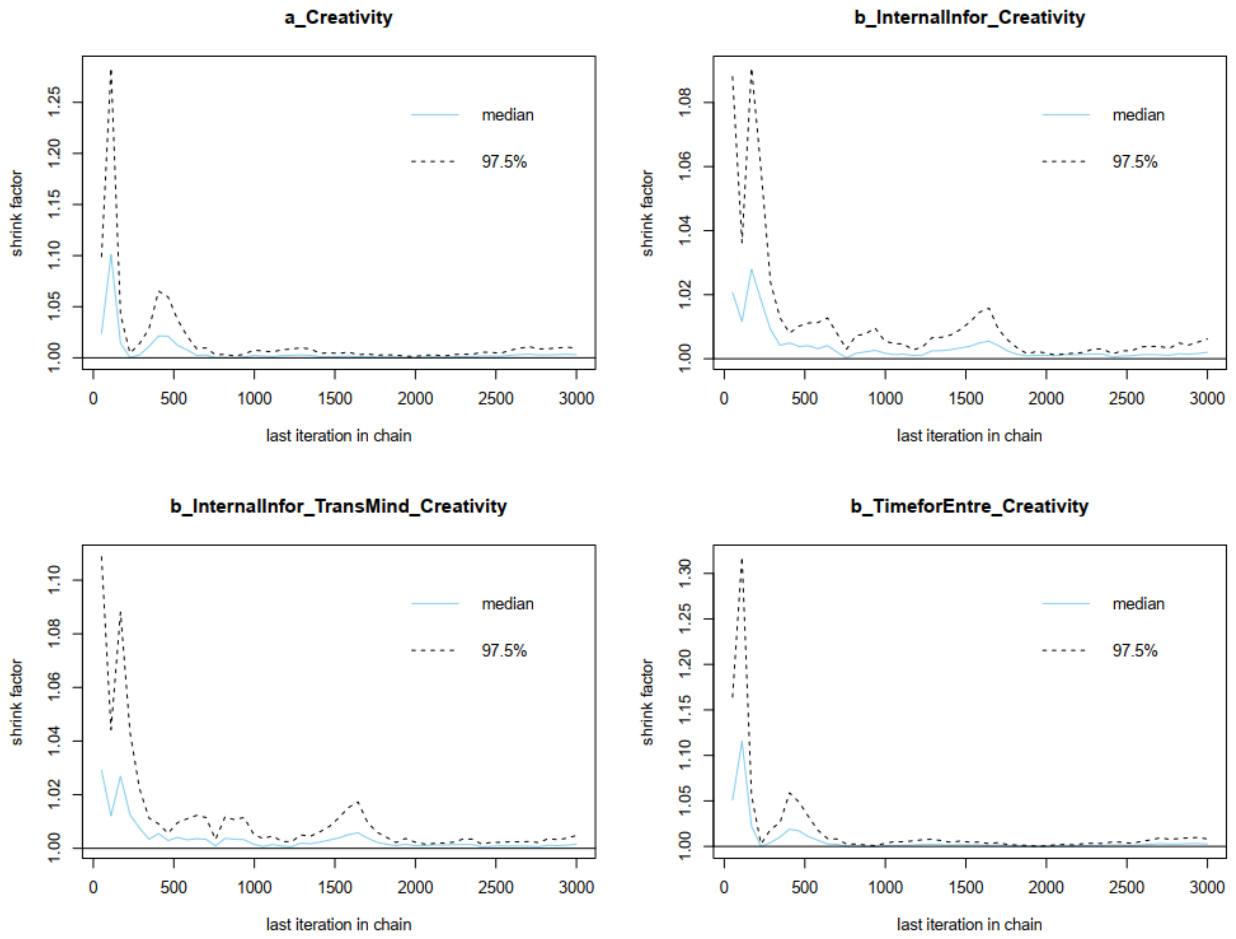 a_Creativity
shrink factor
1.00 1.05 1.10 1.15 1.20 1.25
median
97.5%
0 500 1000 1500 2000 2500 3000
last iteration in chain
b_InternalInfor_Creativity
shrink factor
1.00 1.02 1.04 1.06 1.08
median
97.5%
0 500 1000 1500 2000 2500 3000
last iteration in chain
b_InternalInfor_TransMind_Creativity
shrink factor
1.00 1.02 1.04 1.06 1.08 1.10
median
97.5%
0 500 1000 1500 2000 2500 3000
last iteration in chain
b_TimeforEntre_Creativity
shrink factor
1.00 1.05 1.10 1.15 1.20 1.25 1.30
median
97.5%
0 500 1000 1500 2000 2500 3000
last iteration in chain